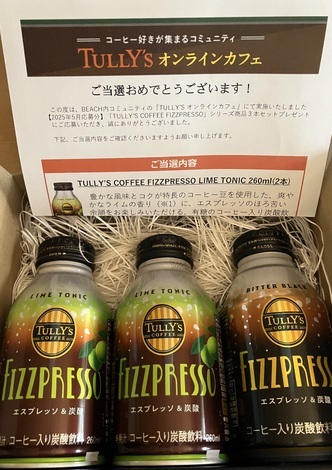 コーヒー好きが集まるコミュニティ
TULLY'S オンラインカフェ
ご当選おめでとうございます！
この度は、BEACH内コミュニティの「TULLY'S オンラインカフェ」にて実施いたしました
【2025年5月応募分】「TULLY'S COFFEE FIZZPRESSO」シリーズ商品3本セットプレゼント
にご応募いただき、誠にありがとうございました。
下記、ご当選内容をご確認くださいますようお願い申し上げます。
ご当選内容
TULLY'S COFFEE FIZZPRESSO LIME TONIC 260ml(2本)
豊かな風味とコクが特長のコーヒー豆を使用した、爽や
かなライムの香り（※1）に、エスプレッソのほろ苦い
余韻をお楽しみいただける、有糖のコーヒー入り炭酸飲
LIME TONIC
TULLY'S
COFFEE
FIZZPRESSO
エスプレッソ & 炭酸
果汁 コーヒー入り炭酸飲料 260ml
LIME TONIC
TULLY'S
COFFEE
FIZZPRESSO
エスプレッソ & 炭酸
果汁 コーヒー入り炭酸飲料 260ml
BITTER BLACK
TULLY'S
COFFEE
FIZZPRESS
エスプレッソ & 炭酸
コーヒー入り炭酸飲料